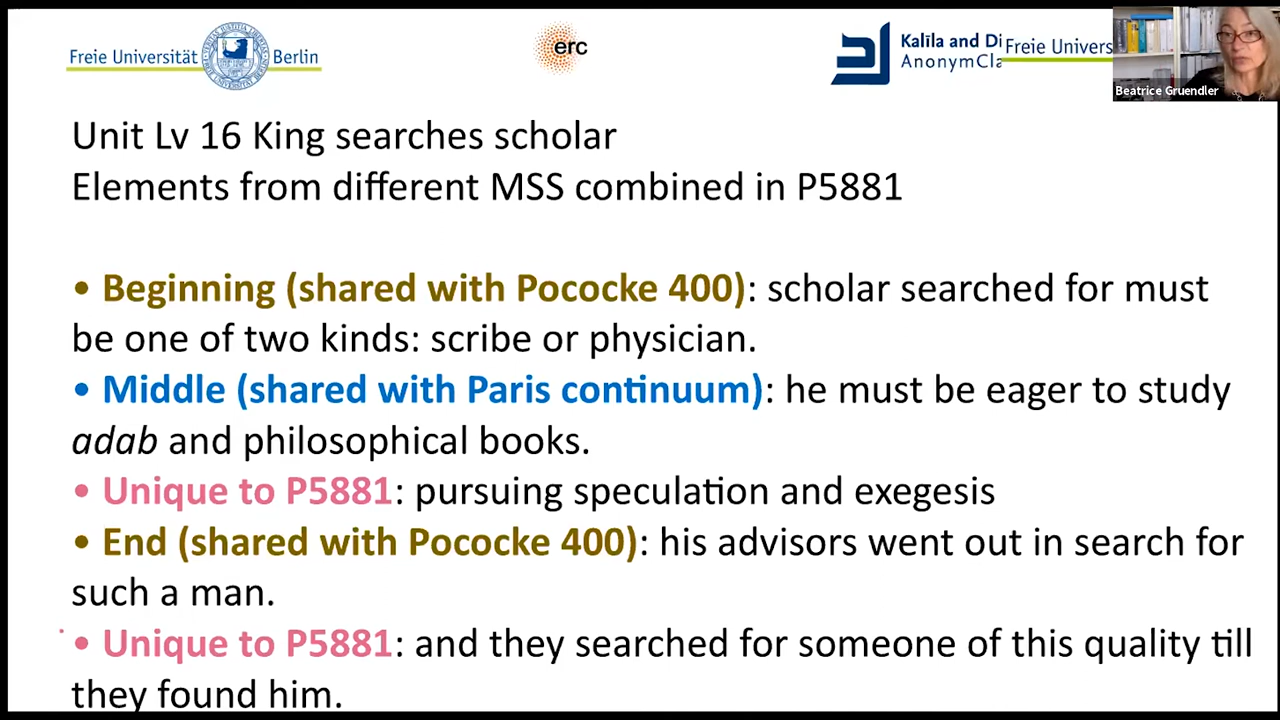 Freie Universität Berlin
erc
Kalīla and Di
AnonymCla
Freie Univers
Beatrice Gruendler
Unit Lv 16 King searches scholar
Elements from different MSS combined in P5881
• Beginning (shared with Pococke 400): scholar searched for must
be one of two kinds: scribe or physician.
• Middle (shared with Paris continuum): he must be eager to study
adab and philosophical books.
• Unique to P5881: pursuing speculation and exegesis
• End (shared with Pococke 400): his advisors went out in search for
such a man.
• Unique to P5881: and they searched for someone of this quality till
they found him.